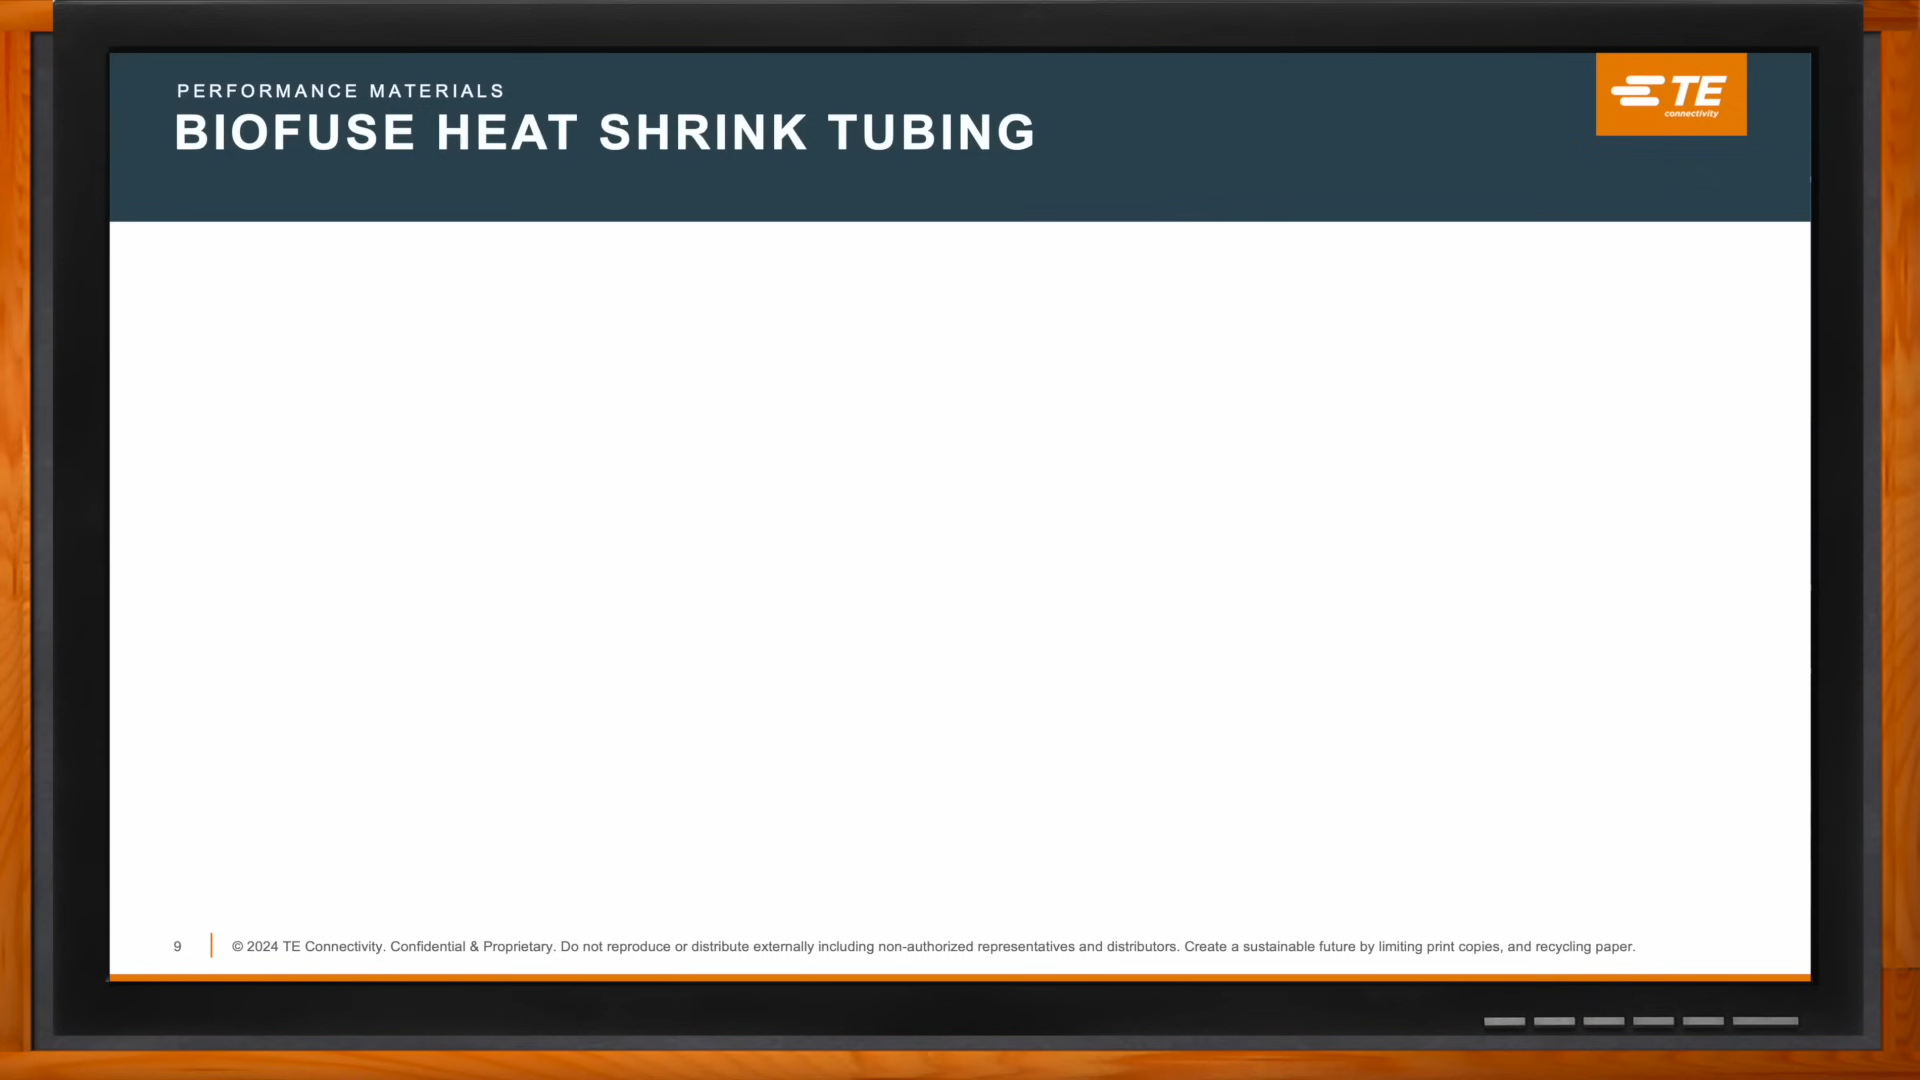 PERFORMANCE MATERIALS
BIOFUSE HEAT SHRINK TUBING
TE
connectivity
9
© 2024 TE Connectivity. Confidential & Proprietary. Do not reproduce or distribute externally including non-authorized representatives and distributors. Create a sustainable future by limiting print copies, and recycling paper.